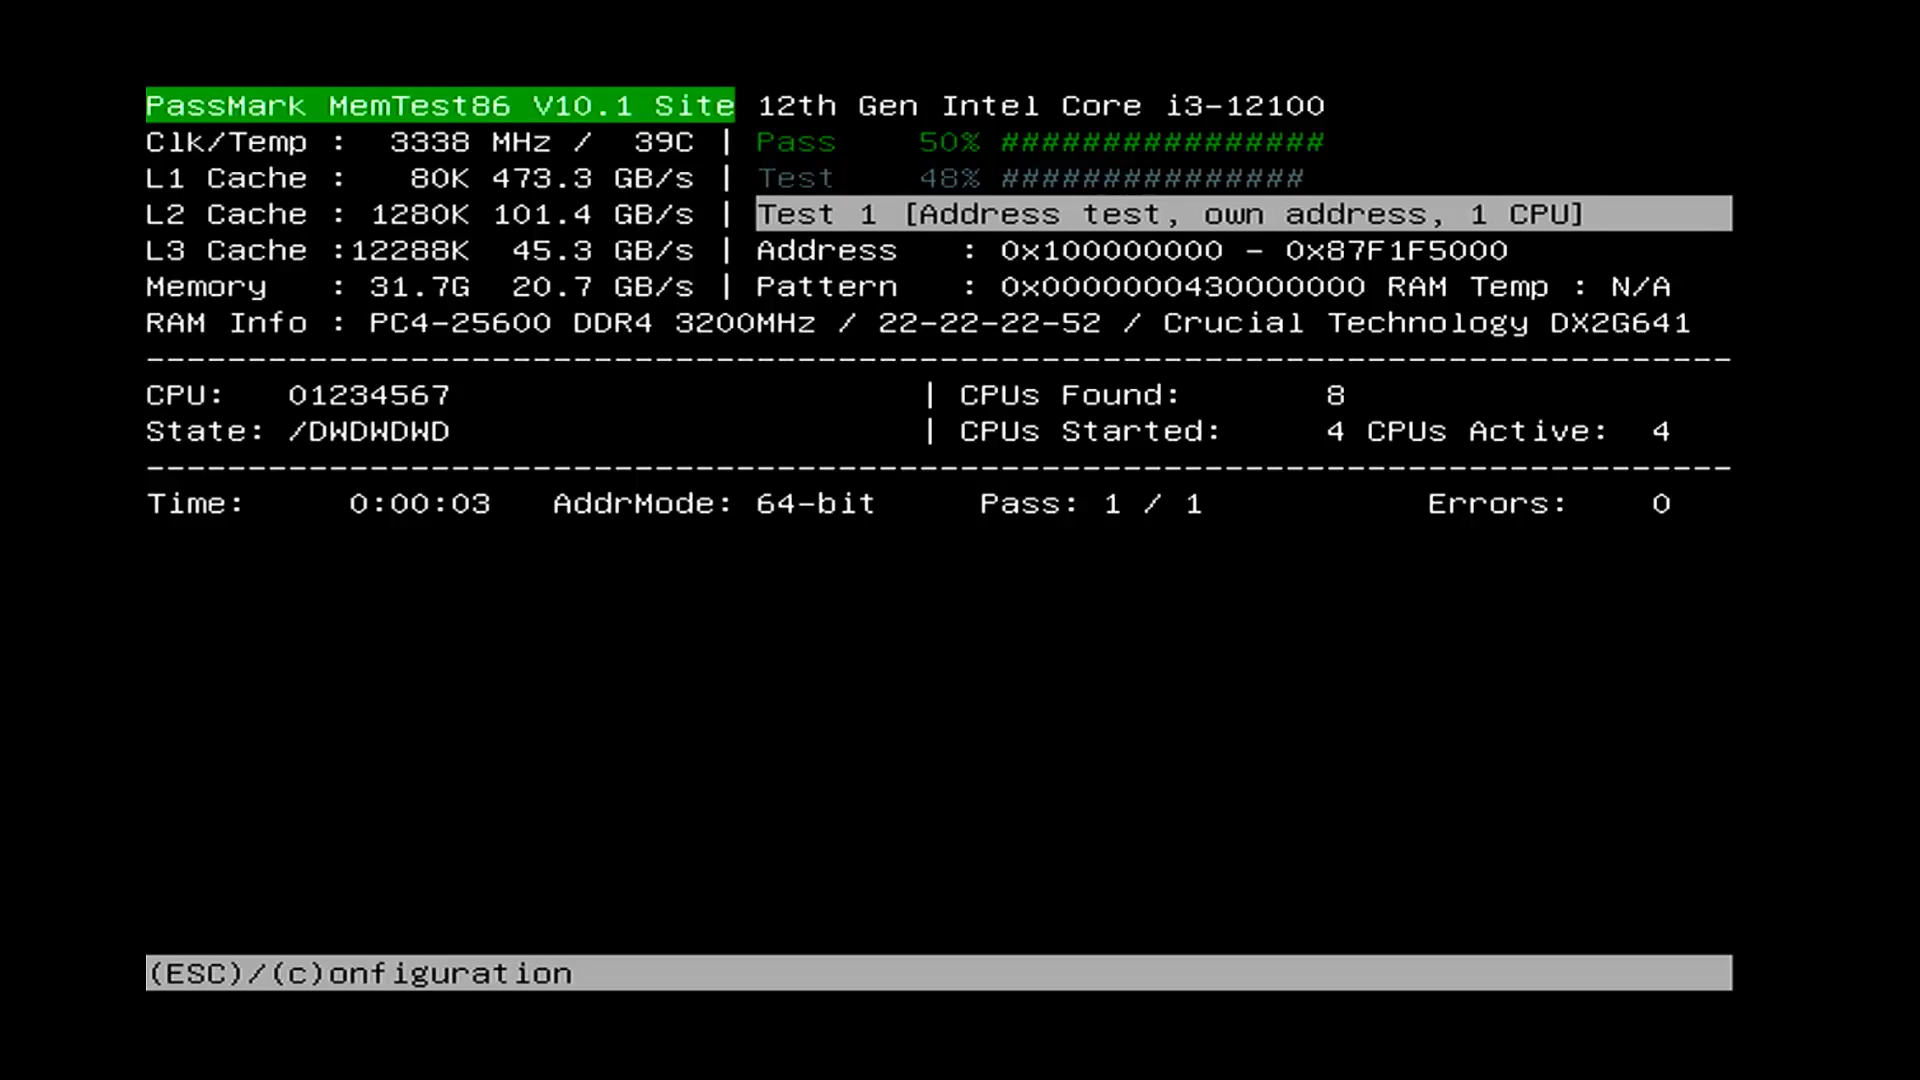 PassMark MemTest86 V10.1 Site 12th Gen Intel Core i3-12100
Clk/Temp : 3338 MHz / 39C | Pass 50% ################
L1 Cache : 80K 473.3 GB/s | Test 48% ###############
L2 Cache : 1280K 101.4 GB/s | Test 1 [Address test, own address, 1 CPU]
L3 Cache :12288K 45.3 GB/s | Address : 0x100000000 - 0x87F1F5000
Memory : 31.7G 20.7 GB/s | Pattern : 0x0000000430000000 RAM Temp : N/A
RAM Info : PC4-25600 DDR4 3200MHz / 22-22-22-52 / Crucial Technology DX2G641
------------------------------------------------------------------------------
CPU: 01234567 | CPUs Found: 8
State: /DWDWDWD | CPUs Started: 4 CPUs Active: 4
------------------------------------------------------------------------------
Time: 0:00:03 AddrMode: 64-bit Pass: 1 / 1 Errors: 0
(ESC)/(c)onfiguration